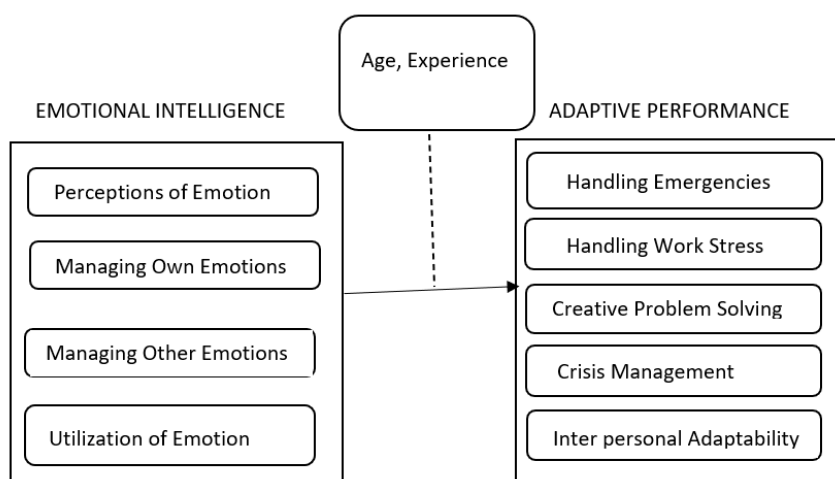 Age, Experience
EMOTIONAL INTELLIGENCE
ADAPTIVE PERFORMANCE
Perceptions of Emotion
Managing Own Emotions
Managing Other Emotions
Utilization of Emotion
Handling Emergencies
Handling Work Stress
Creative Problem Solving
Crisis Management
Inter personal Adaptability